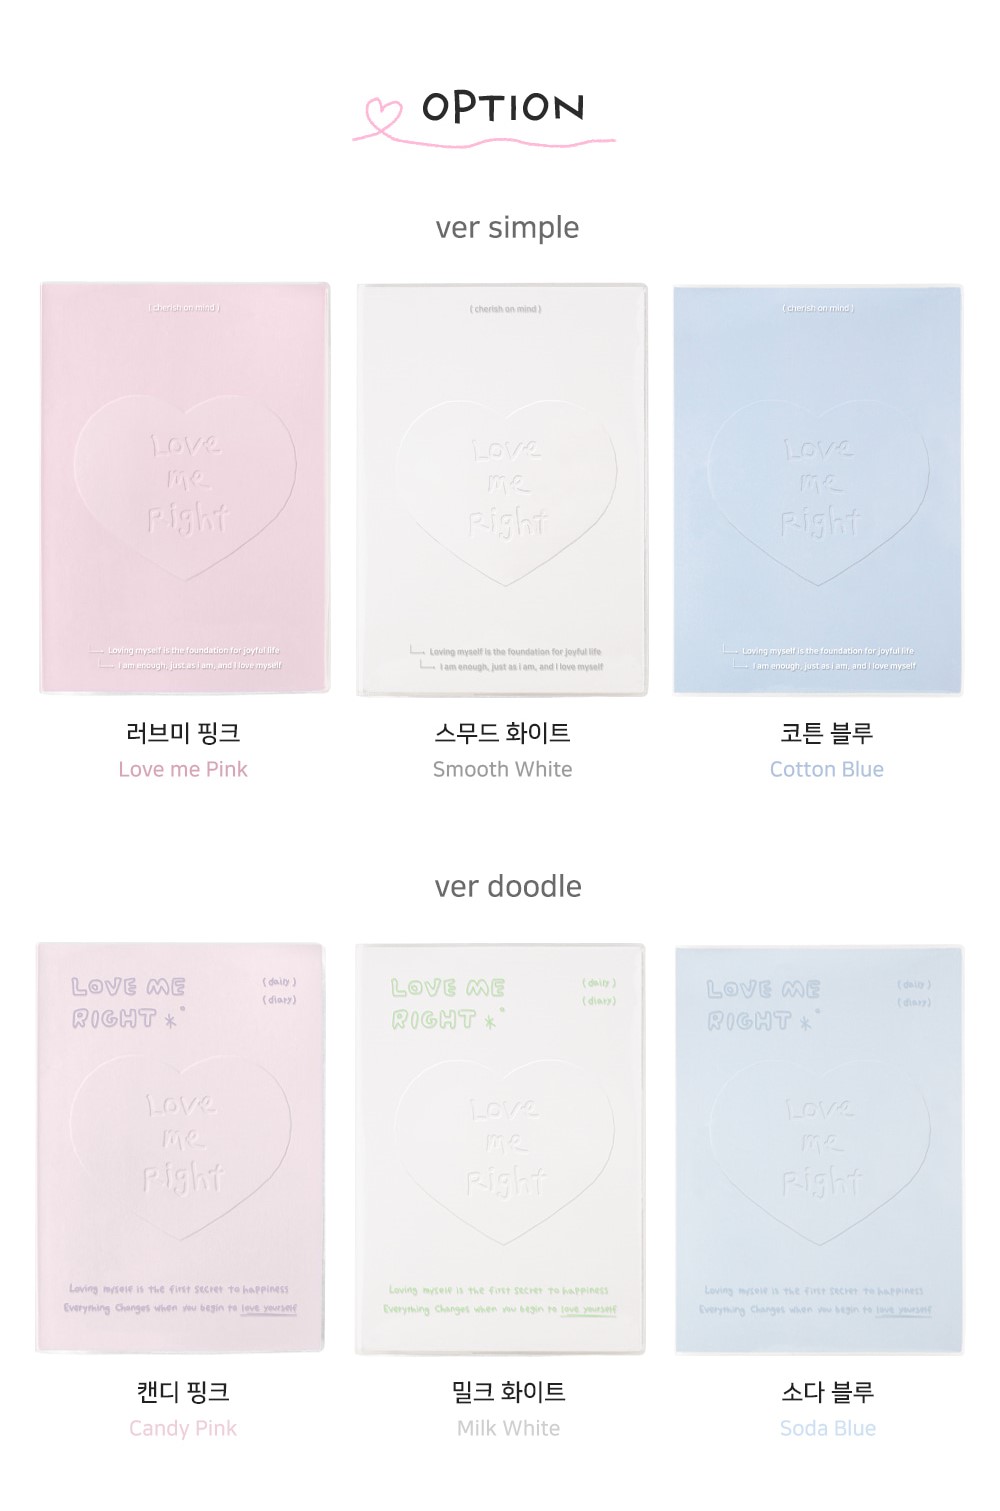 OPTION
ver simple
( cherish on mind )
Love
me
Right
Loving myself is the foundation for joyful life
I am enough, just as i am, and I love myself
러브미 핑크
Love me Pink
( cherish on mind )
Love
me
Right
Loving myself is the foundation for joyful life
I am enough, just as i am, and I love myself
스무드 화이트
Smooth White
( cherish on mind )
Love
me
Right
Loving myself is the foundation for joyful life
I am enough, just as i am, and I love myself
코튼 블루
Cotton Blue
ver doodle
LOVE ME
RIGHT *°
( daily )
( diary )
Love
me
Right
Loving myself is the first secret to happiness
Everything changes when you begin to love yourself
캔디 핑크
Candy Pink
LOVE ME
RIGHT *°
( daily )
( diary )
Love
me
Right
Loving myself is the first secret to happiness
Everything changes when you begin to love yourself
밀크 화이트
Milk White
LOVE ME
RIGHT *°
( daily )
( diary )
Love
me
Right
Loving myself is the first secret to happiness
Everything changes when you begin to love yourself
소다 블루
Soda Blue